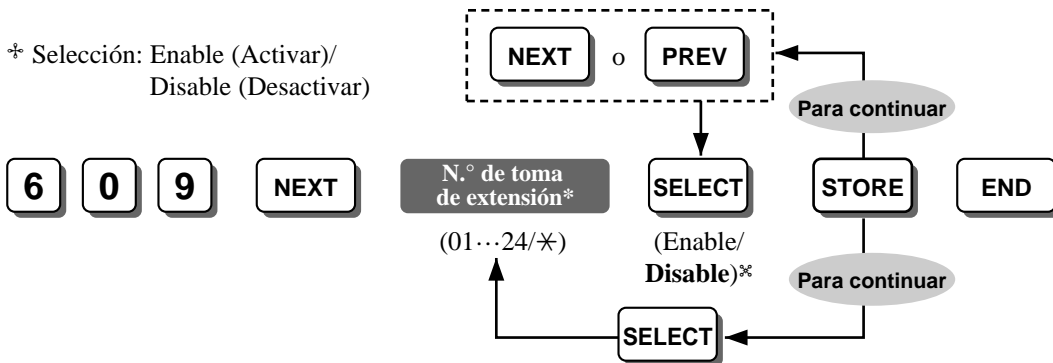 ✢ Selección: Enable (Activar)/
Disable (Desactivar)
NEXT o PREV
Para continuar
6 0 9 NEXT N.° de toma de extensión* SELECT STORE END
(01···24/✳) (Enable/
Disable)✂
Para continuar
SELECT